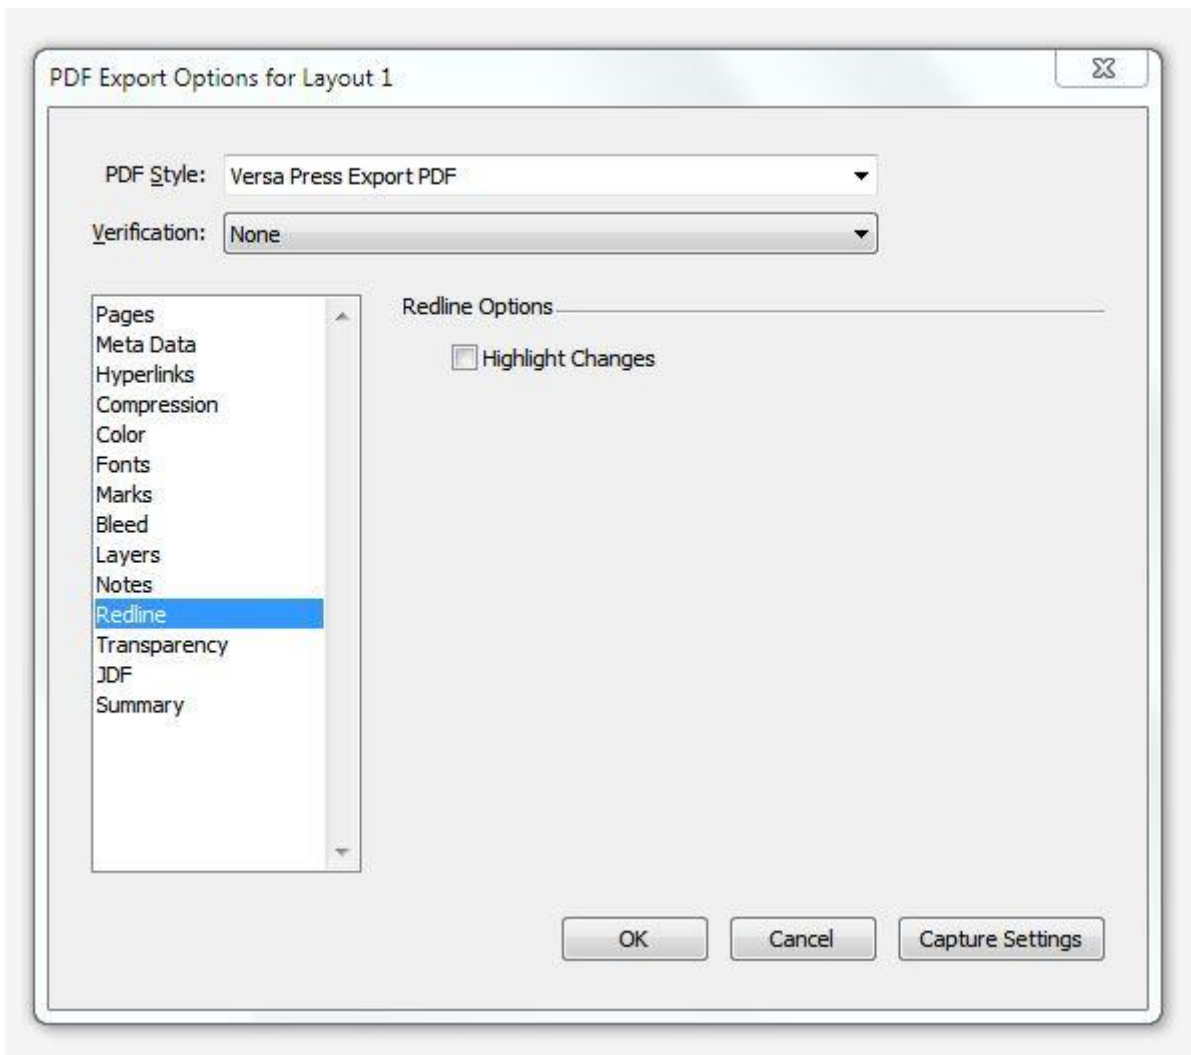 PDF Export Options for Layout 1
PDF Style: Versa Press Export PDF
Verification: None
Pages
Meta Data
Hyperlinks
Compression
Color
Fonts
Marks
Bleed
Layers
Notes
Redline
Transparency
JDF
Summary
Redline Options
Highlight Changes
OK Cancel Capture Settings